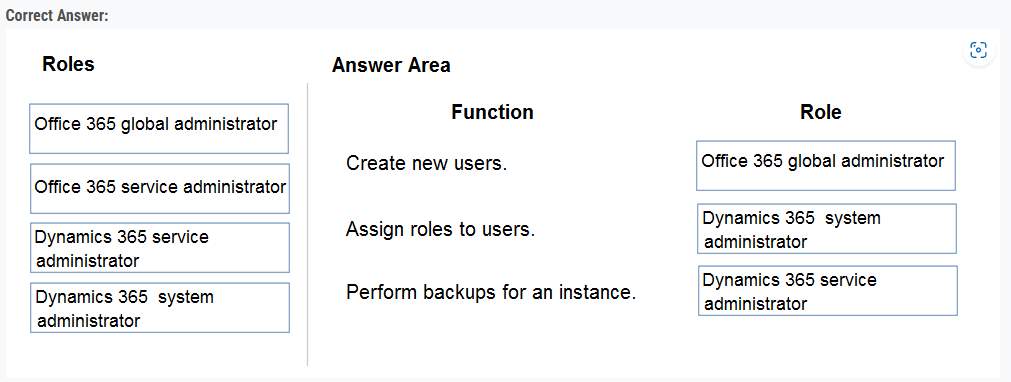 Correct Answer:
Roles
Office 365 global administrator
Office 365 service administrator
Dynamics 365 service
administrator
Dynamics 365  system
administrator
Answer Area
Function
Role
Create new users.
Office 365 global administrator
Assign roles to users.
Dynamics 365  system
administrator
Perform backups for an instance.
Dynamics 365 service
administrator